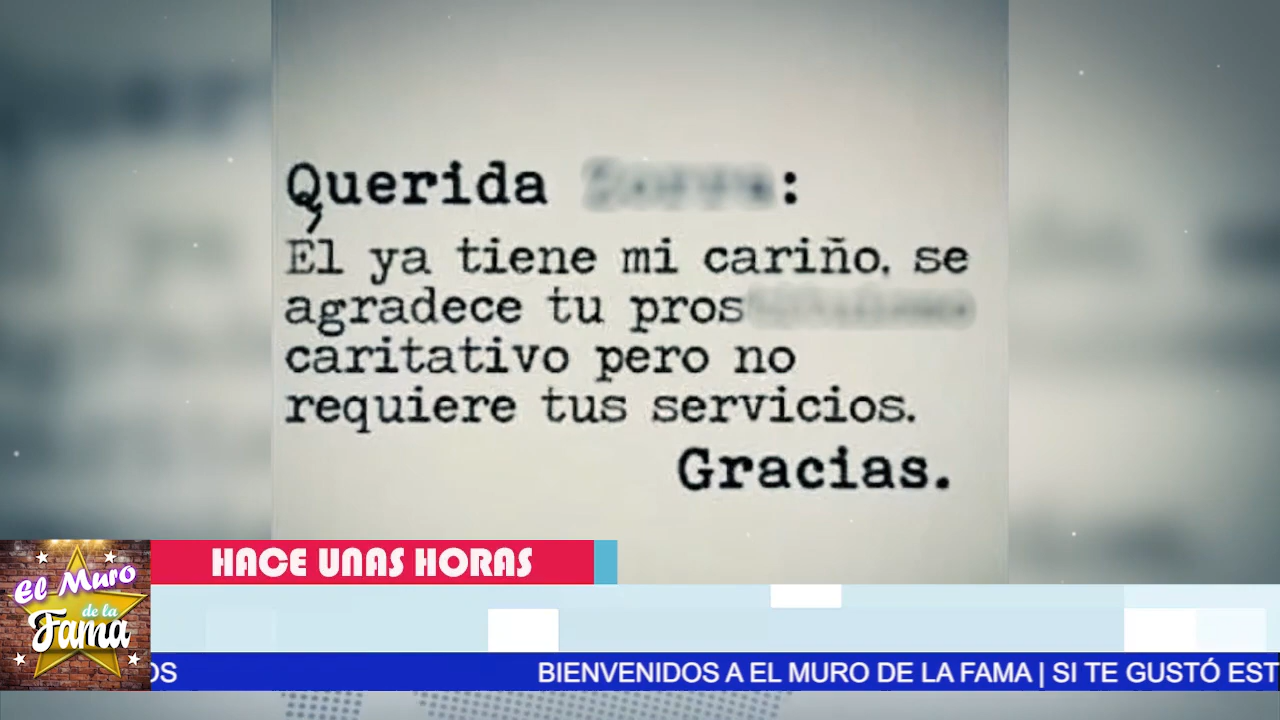 Querida :
El ya tiene mi cariño. se
agradece tu pros
caritativo pero no
requiere tus servicios.
Gracias.
HACE UNAS HORAS
El Muro
de la
Fama
OS BIENVENIDOS A EL MURO DE LA FAMA | SI TE GUSTÓ EST